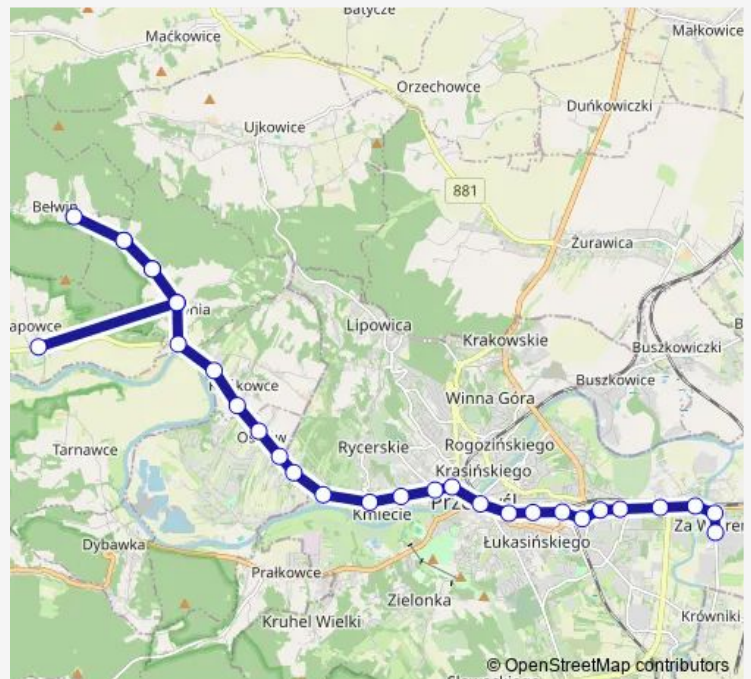 Batycze
Maćkowice
Małkowice
Orzechowce
Duńkowiczki
Ujkowice
881
Bełwin
Żurawica
Lipowica
Krakowskie
Buszkowiczki
Buszkowice
Winna Góra
Tarnawce
Rycerskie
Rogozińskiego
Krasińskiego
Kmiecie
Za W
Łukasińskiego
Dybawka
Prałkowce
Zielonka
Kruhel Wielki
Krówniki
© OpenStreetMap contributors